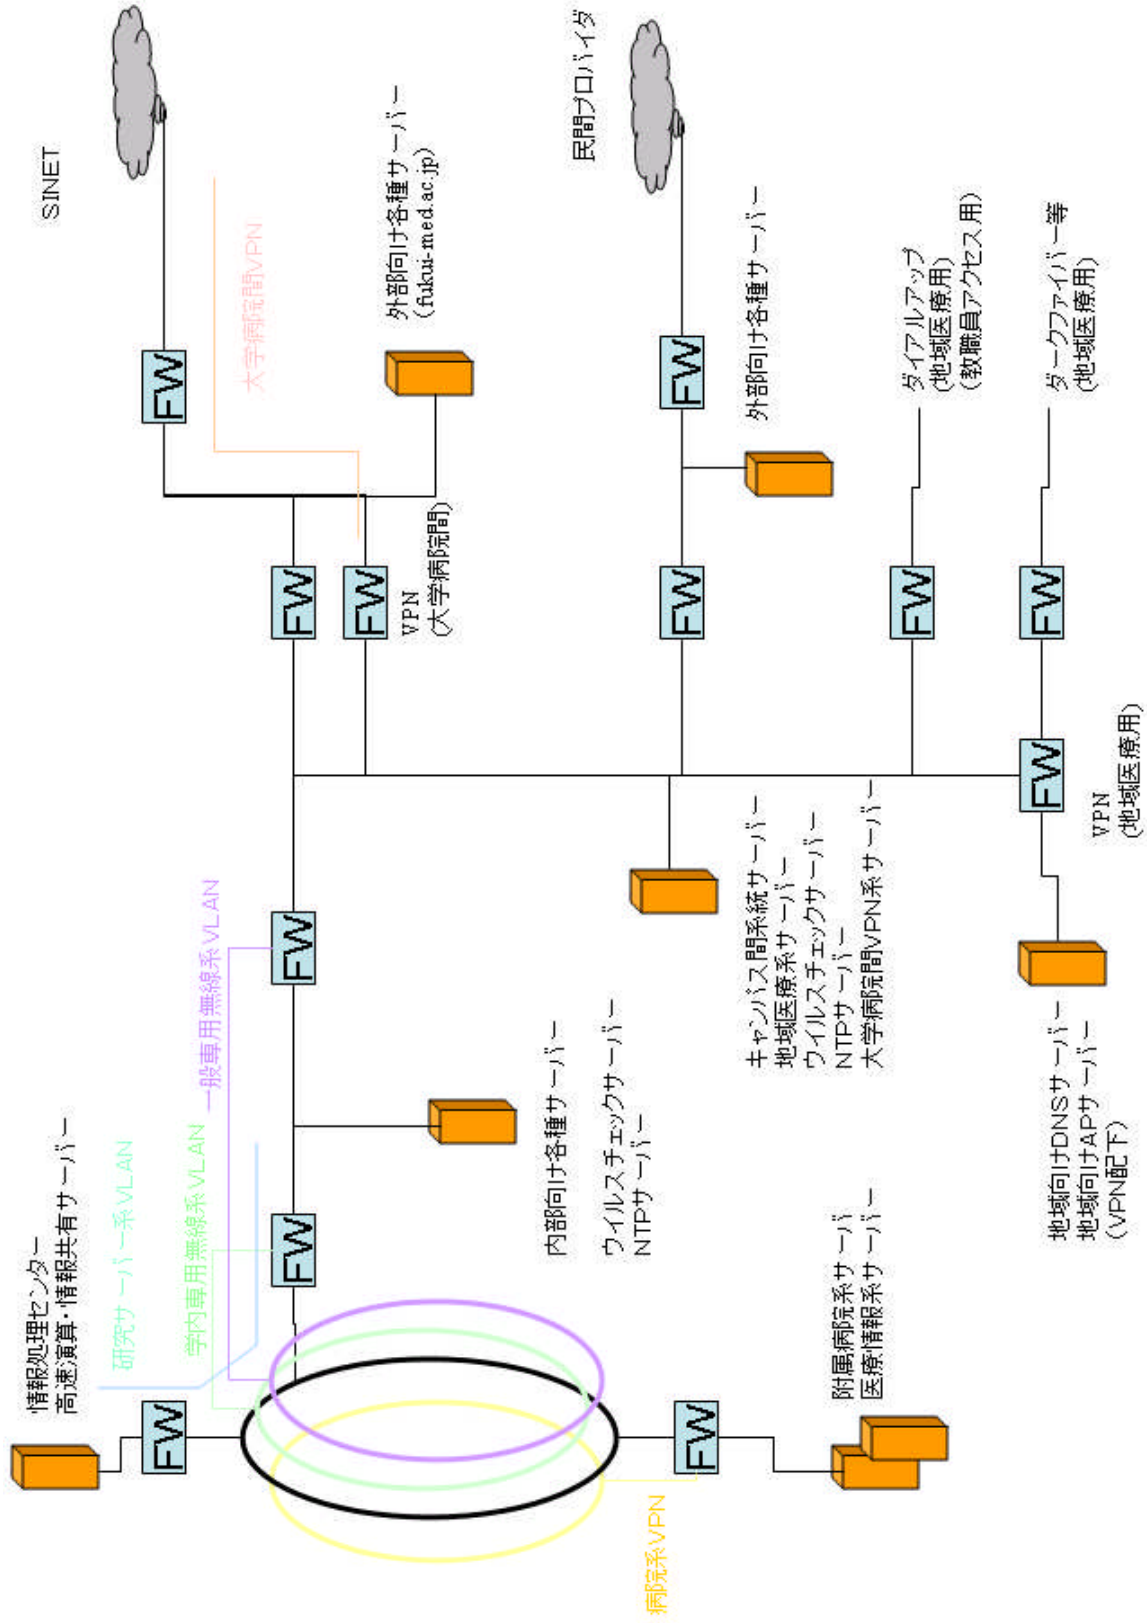 情報処理センター
高速演算・情報共有サーバー
SINET
研究サーバー系VLAN
学内専用無線系VLAN
一般専用無線系VLAN
大学病院間VPN
外部向け各種サーバー
(fukui-med.ac.jp)
FW
FW
FW
FW
FW
FW
VPN
(大学病院間)
民間プロバイダ
内部向け各種サーバー
ウイルスチェックサーバー
NTPサーバー
病院系VPN
FW
FW
FW
外部向け各種サーバー
キャンパス間系統サーバー
地域医療系サーバー
ウイルスチェックサーバー
NTPサーバー
大学病院間VPN系サーバー
附属病院系サーバ
医療情報系サーバー
FW
ダイアルアップ
(地域医療用)
(教職員アクセス用)
FW
FW
ダークファイバー等
(地域医療用)
VPN
(地域医療用)
地域向けDNSサーバー
地域向けAPサーバー
(VPN配下)